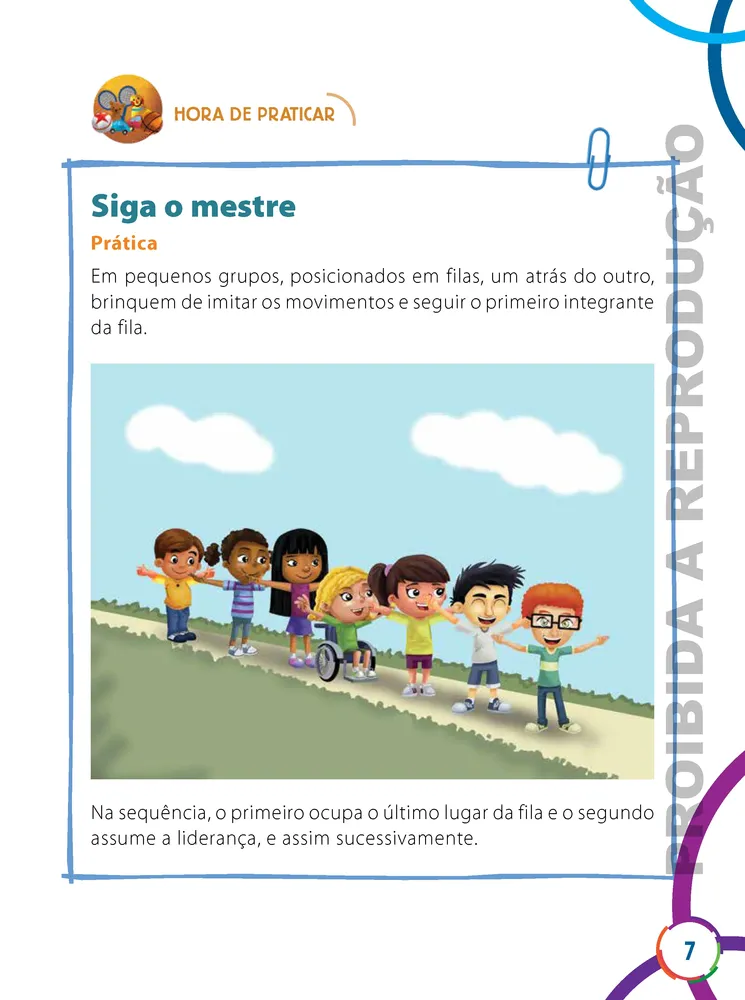 HORA DE PRATICAR
Siga o mestre
Prática
Em pequenos grupos, posicionados em filas, um atrás do outro,
brinquem de imitar os movimentos e seguir o primeiro integrante
da fila.
Na sequência, o primeiro ocupa o último lugar da fila e o segundo
assume a liderança, e assim sucessivamente.
PROIBIDA A REPRODUÇÃO
7